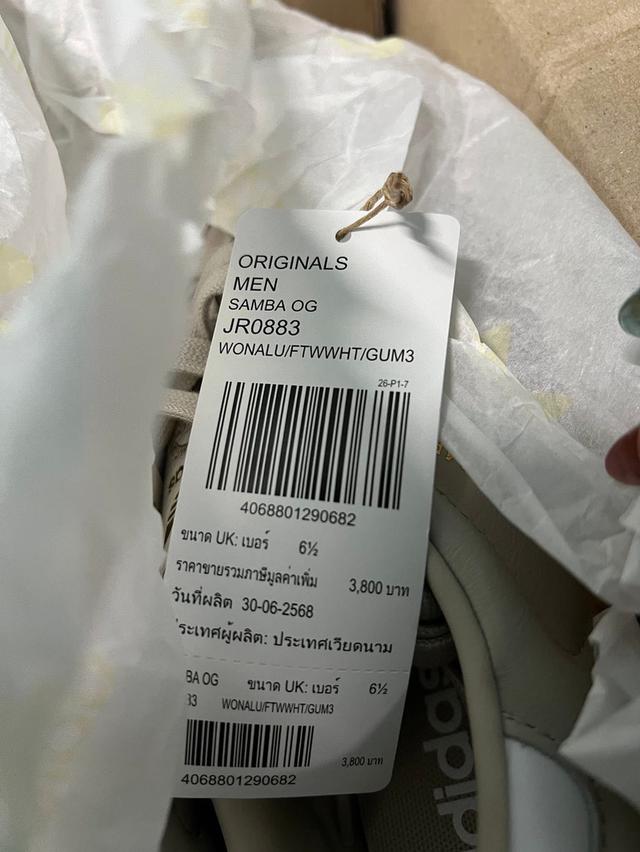 ORIGINALS
MEN
SAMBA OG
JR0883
WONALU/FTWWHT/GUM3
26-P1-7
4068801290682
ขนาด UK: เบอร์ 6½
ราคาขายรวมภาษีมูลค่าเพิ่ม 3,800 บาท
วันที่ผลิต 30-06-2568
ระเทศผู้ผลิต: ประเทศเวียดนาม
BA OG ขนาด UK: เบอร์ 6½
83 WONALU/FTWWHT/GUM3
3,800 บาท
4068801290682
adidas